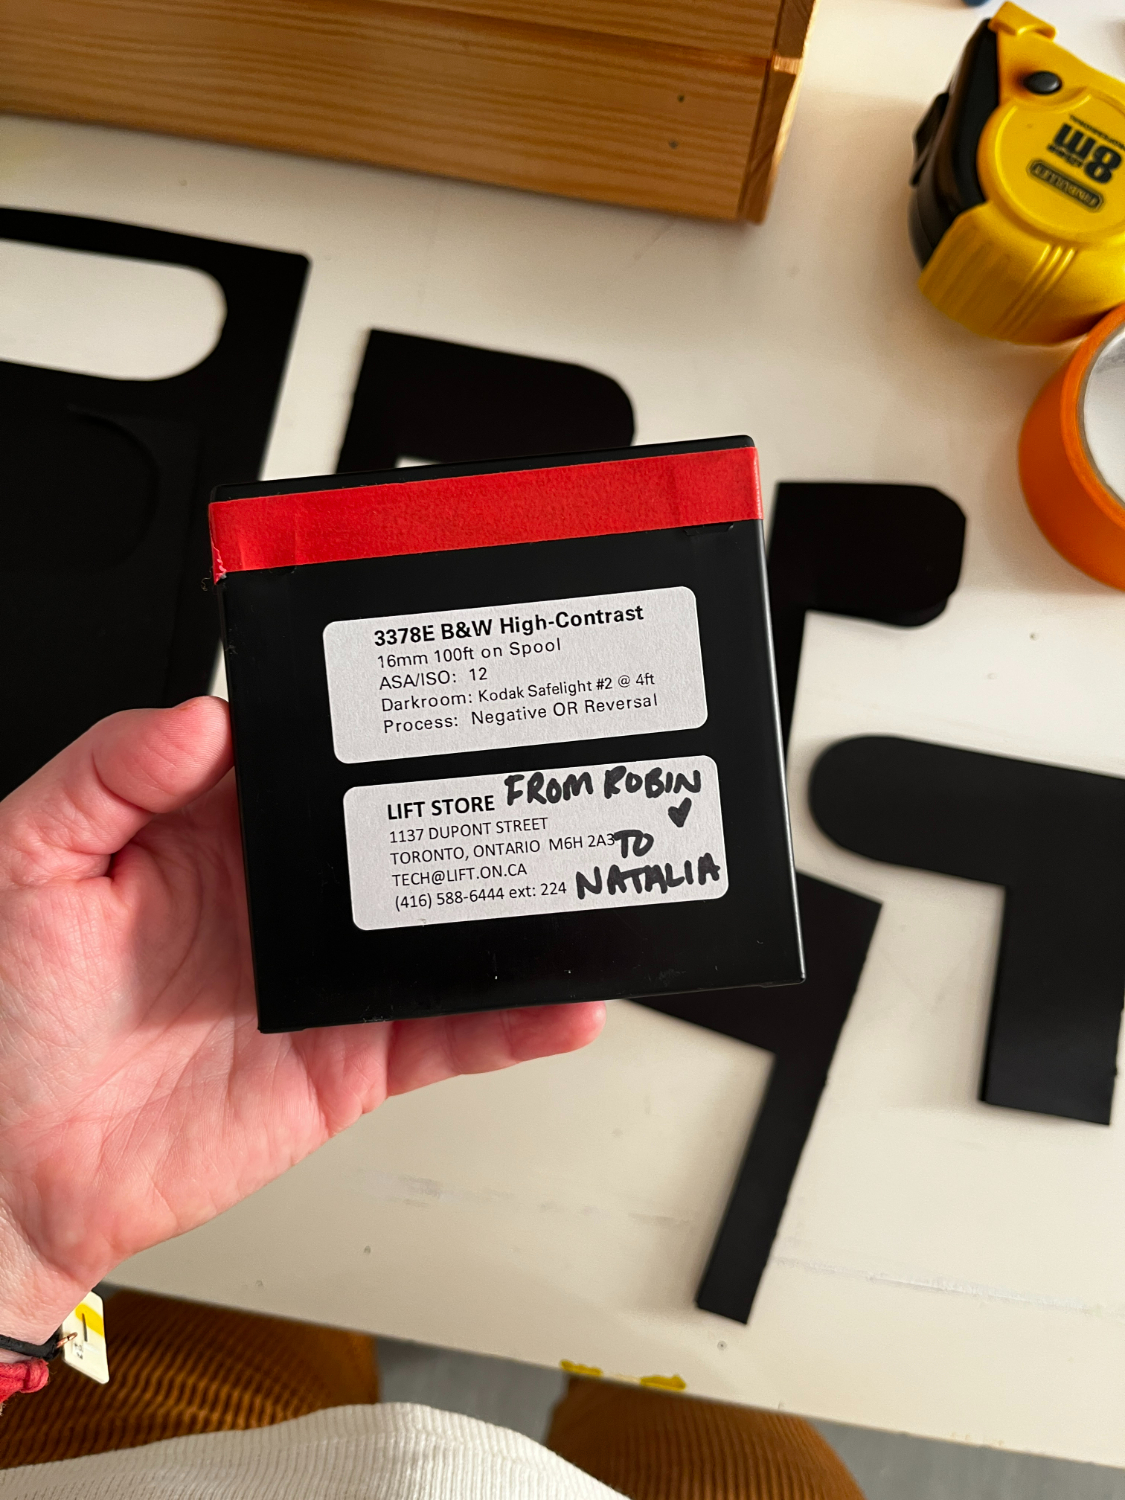 8m
PROFESSIONAL
3378E B&W High-Contrast
16mm 100ft on Spool
ASA/ISO: 12
Darkroom: Kodak Safelight #2 @ 4ft
Process: Negative OR Reversal
LIFT STORE FROM ROBIN
♥
1137 DUPONT STREET
TORONTO, ONTARIO M6H 2A3 TO
TECH@LIFT.ON.CA
(416) 588-6444 ext: 224 NATALIA